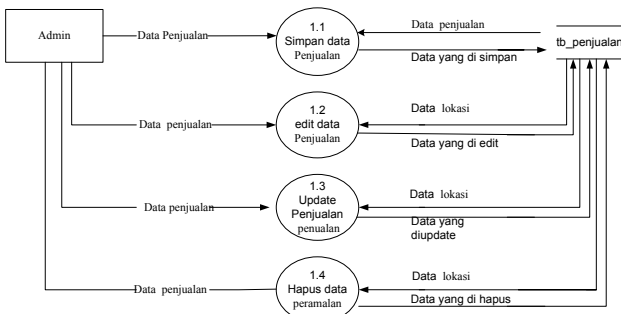 Admin
Data Penjualan
1.1
Simpan data
Penjualan
Data penjualan
Data yang di simpan
tb_penjualan
Data penjualan
1.2
edit data
Penjualan
Data lokasi
Data yang di edit
Data penjualan
1.3
Update
Penjualan
penualan
Data lokasi
Data yang
diupdate
Data penjualan
1.4
Hapus data
peramalan
Data lokasi
Data yang di hapus